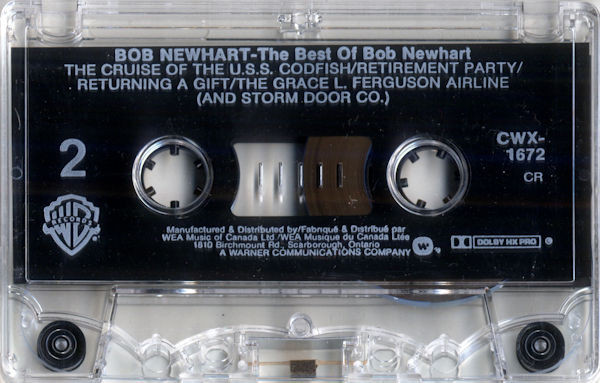 BOB NEWHART-The Best Of Bob Newhart
THE CRUISE OF THE U.S.S. CODFISH/RETIREMENT PARTY/
RETURNING A GIFT/THE GRACE L. FERGUSON AIRLINE
(AND STORM DOOR CO.)
2
CWX-
1672
CR
WB
RECORDS
Manufactured & Distributed by/Fabriqué & Distribué par
WEA Music of Canada Ltd/WEA Musique du Canada Ltée
1810 Birchmount Rd., Scarborough, Ontario
A WARNER COMMUNICATIONS COMPANY
DOLBY HX PRO